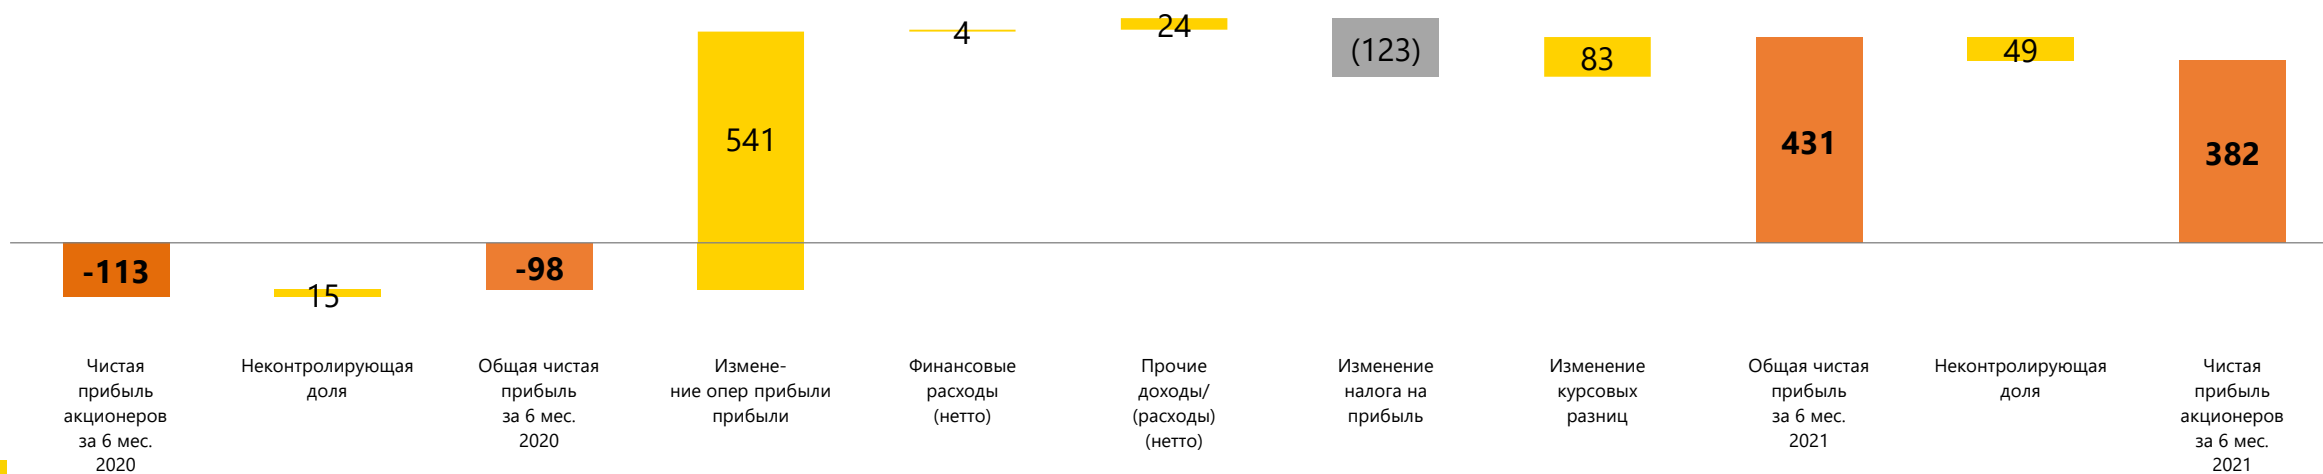 4
24
(123)
83
49
541
431
382
-113
-98
15
Чистая
прибыль
акционеров
за 6 мес.
2020
Неконтролирующая
доля
Общая чистая
прибыль
за 6 мес.
2020
Измене-
ние опер прибыли
прибыли
Финансовые
расходы
(нетто)
Прочие
доходы/
(расходы)
(нетто)
Изменение
налога на
прибыль
Изменение
курсовых
разниц
Общая чистая
прибыль
за 6 мес.
2021
Неконтролирующая
доля
Чистая
прибыль
акционеров
за 6 мес.
2021